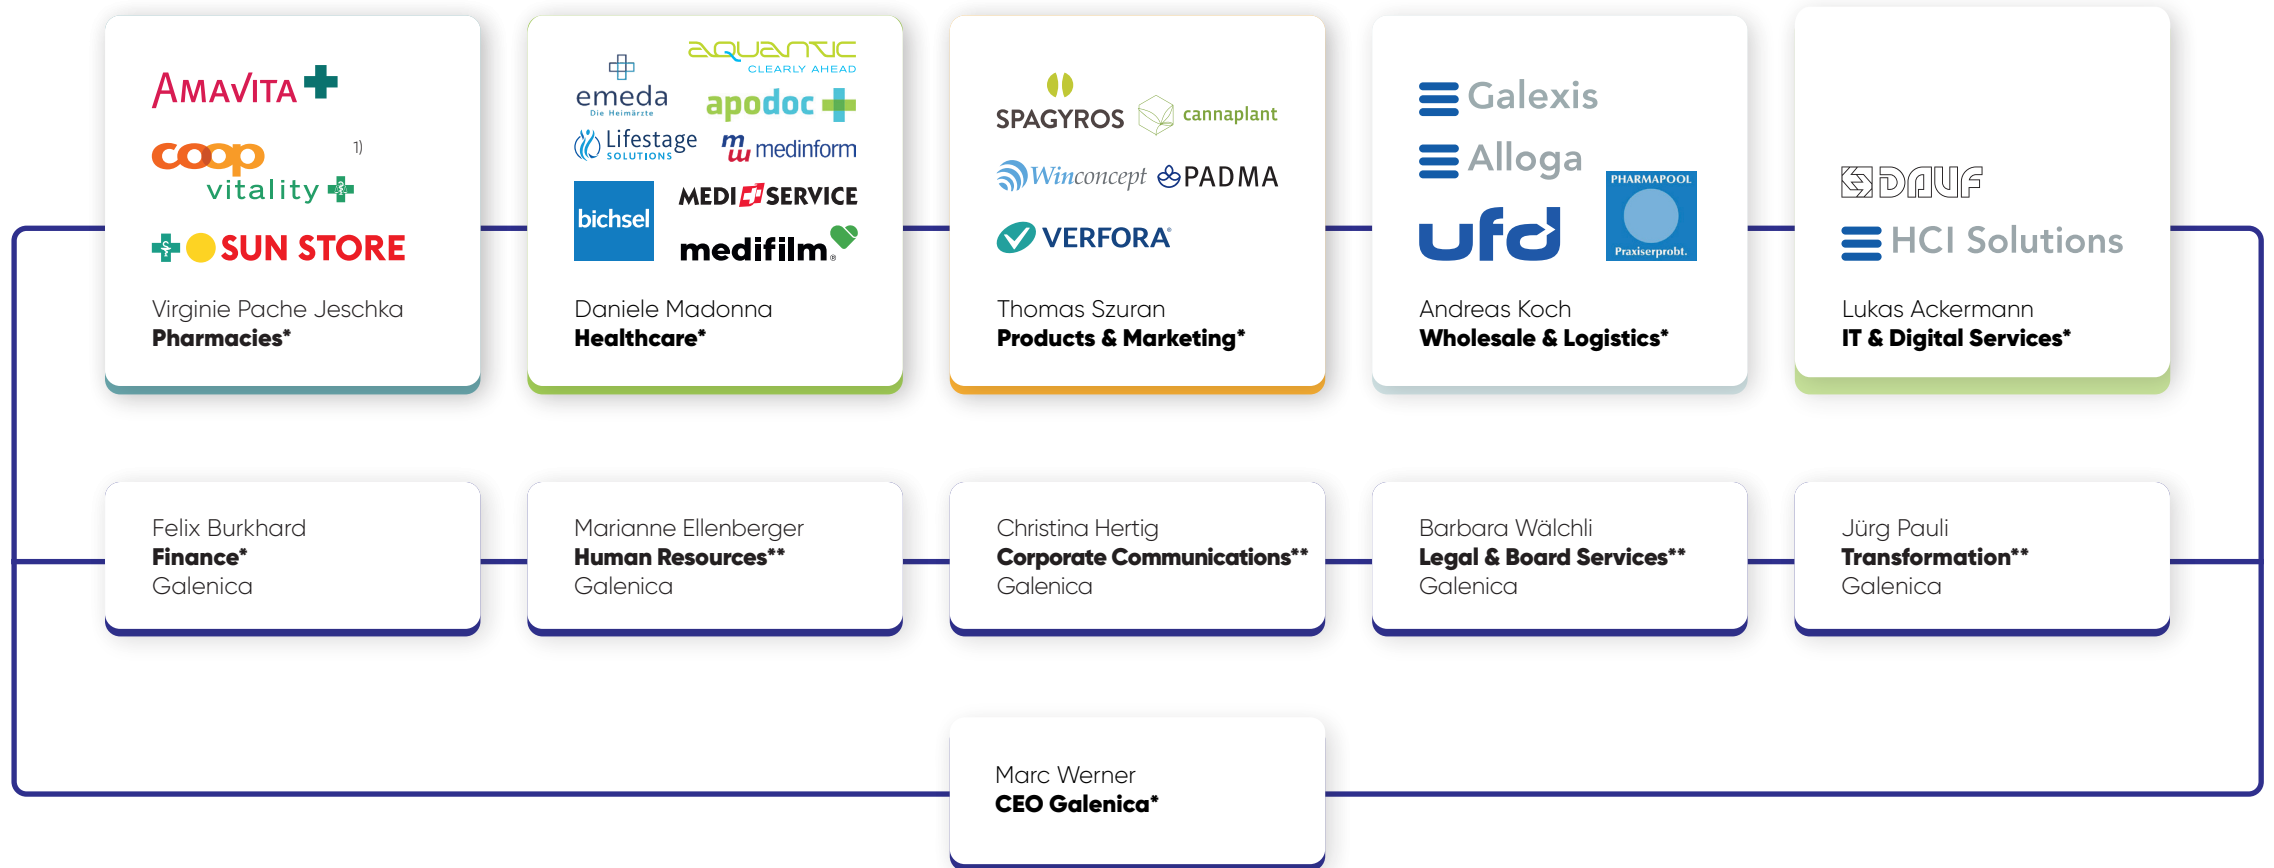 AMAVITA
coop
1)
vitality
SUN STORE
Virginie Pache Jeschka
Pharmacies*
aquantic
CLEARLY AHEAD
emeda
Die Heimärzte
apodoc
Lifestage
SOLUTIONS
medinform
bichsel
MEDI SERVICE
medifilm®
Daniele Madonna
Healthcare*
SPAGYROS
cannaplant
Winconcept
PADMA
VERFORA®
Thomas Szuran
Products & Marketing*
Galexis
Alloga
ufd
PHARMAPOOL
Praxiserprobt.
Andreas Koch
Wholesale & Logistics*
DAUF
HCI Solutions
Lukas Ackermann
IT & Digital Services*
Felix Burkhard
Finance*
Galenica
Marianne Ellenberger
Human Resources**
Galenica
Christina Hertig
Corporate Communications**
Galenica
Barbara Wälchli
Legal & Board Services**
Galenica
Jürg Pauli
Transformation**
Galenica
Marc Werner
CEO Galenica*